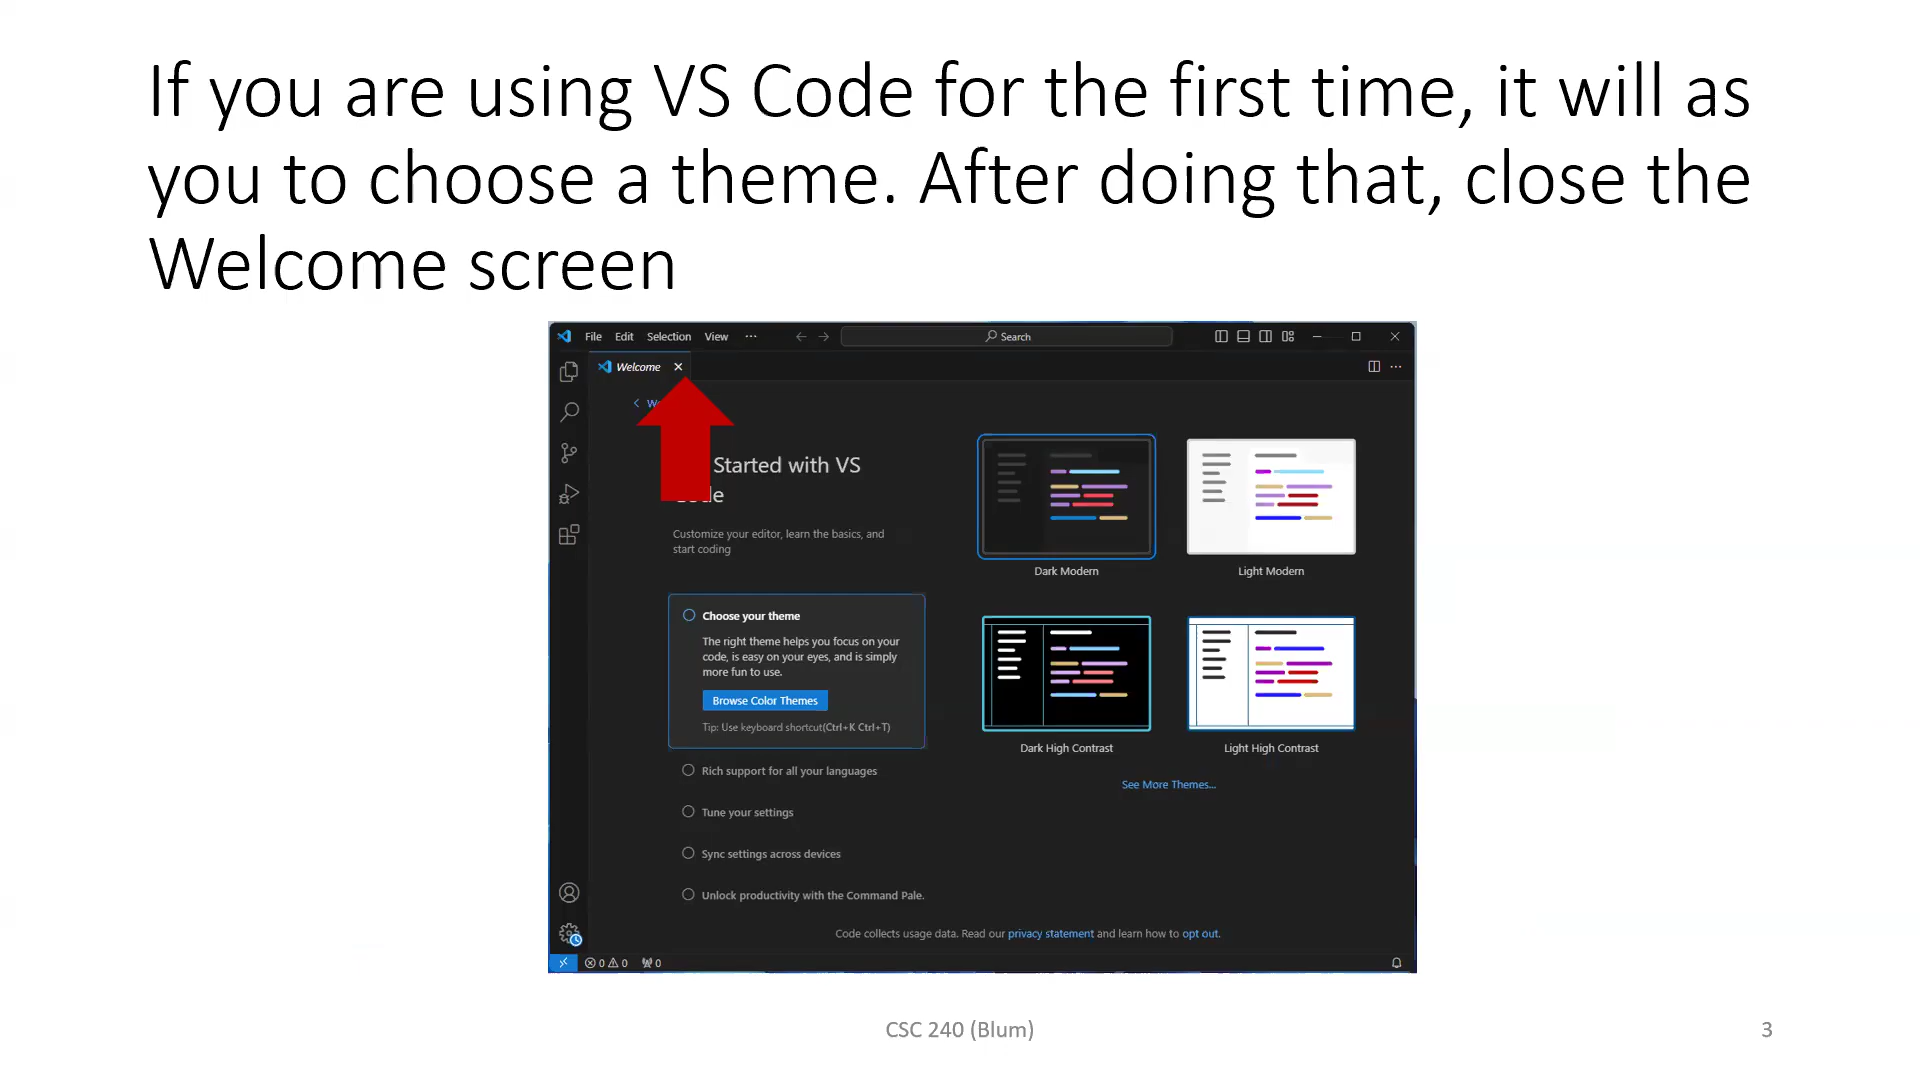 If you are using VS Code for the first time, it will as
you to choose a theme. After doing that, close the
Welcome screen
File Edit Selection View ··· Search
Welcome
Started with VS
Customize your editor, learn the basics, and
start coding
Choose your theme
The right theme helps you focus on your
code, is easy on your eyes, and is simply
more fun to use.
Browse Color Themes
Tip: Use keyboard shortcut(Ctrl+K Ctrl+T)
Rich support for all your languages
Tune your settings
Sync settings across devices
Unlock productivity with the Command Pale.
Dark Modern Light Modern
Dark High Contrast Light High Contrast
See More Themes...
Code collects usage data. Read our privacy statement and learn how to opt out.
0 0 0
CSC 240 (Blum) 3